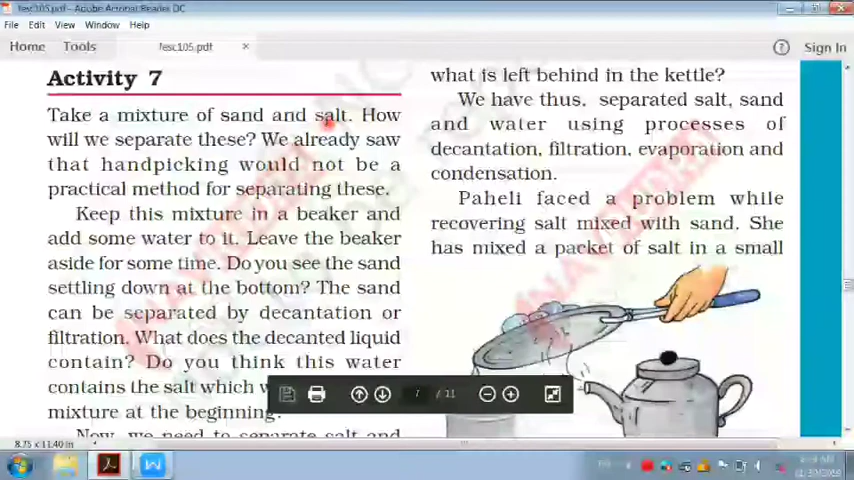 fesc105.pdf - Adobe Acrobat Reader DC
File Edit View Window Help
Home Tools fesc105.pdf × Sign In
Activity 7
Take a mixture of sand and salt. How
will we separate these? We already saw
that handpicking would not be a
practical method for separating these.
Keep this mixture in a beaker and
add some water to it. Leave the beaker
aside for some time. Do you see the sand
settling down at the bottom? The sand
can be separated by decantation or
filtration. What does the decanted liquid
contain? Do you think this water
contains the salt which
mixture at the beginning?
Now, we need to separate salt and
what is left behind in the kettle?
We have thus, separated salt, sand
and water using processes of
decantation, filtration, evaporation and
condensation.
Paheli faced a problem while
recovering salt mixed with sand. She
has mixed a packet of salt in a small
7 / 11
8.75 x 11.40 in